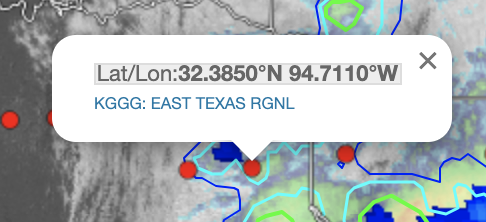 Lat/Lon:32.3850°N 94.7110°W
KGGG: EAST TEXAS RGNL